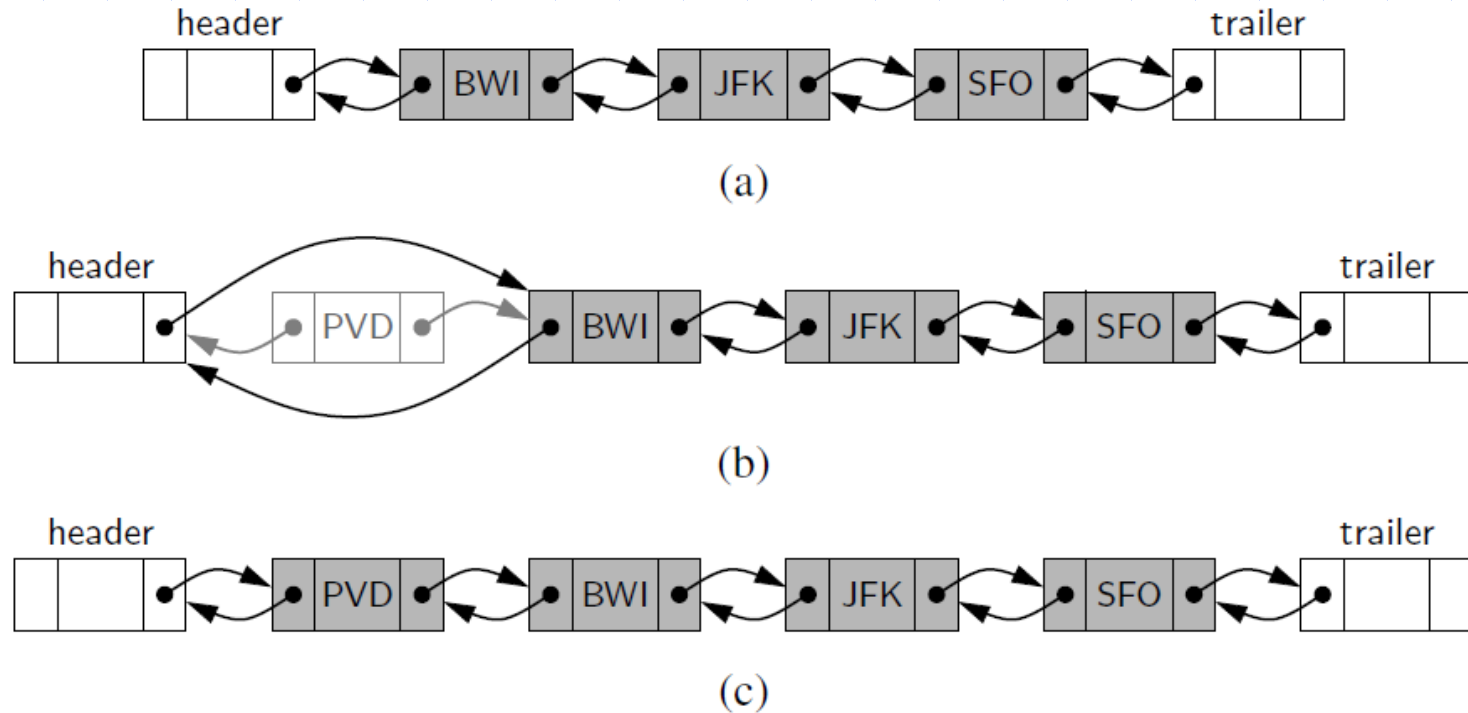 header trailer
BWI JFK SFO
(a)
header trailer
PVD BWI JFK SFO
(b)
header trailer
PVD BWI JFK SFO
(c)